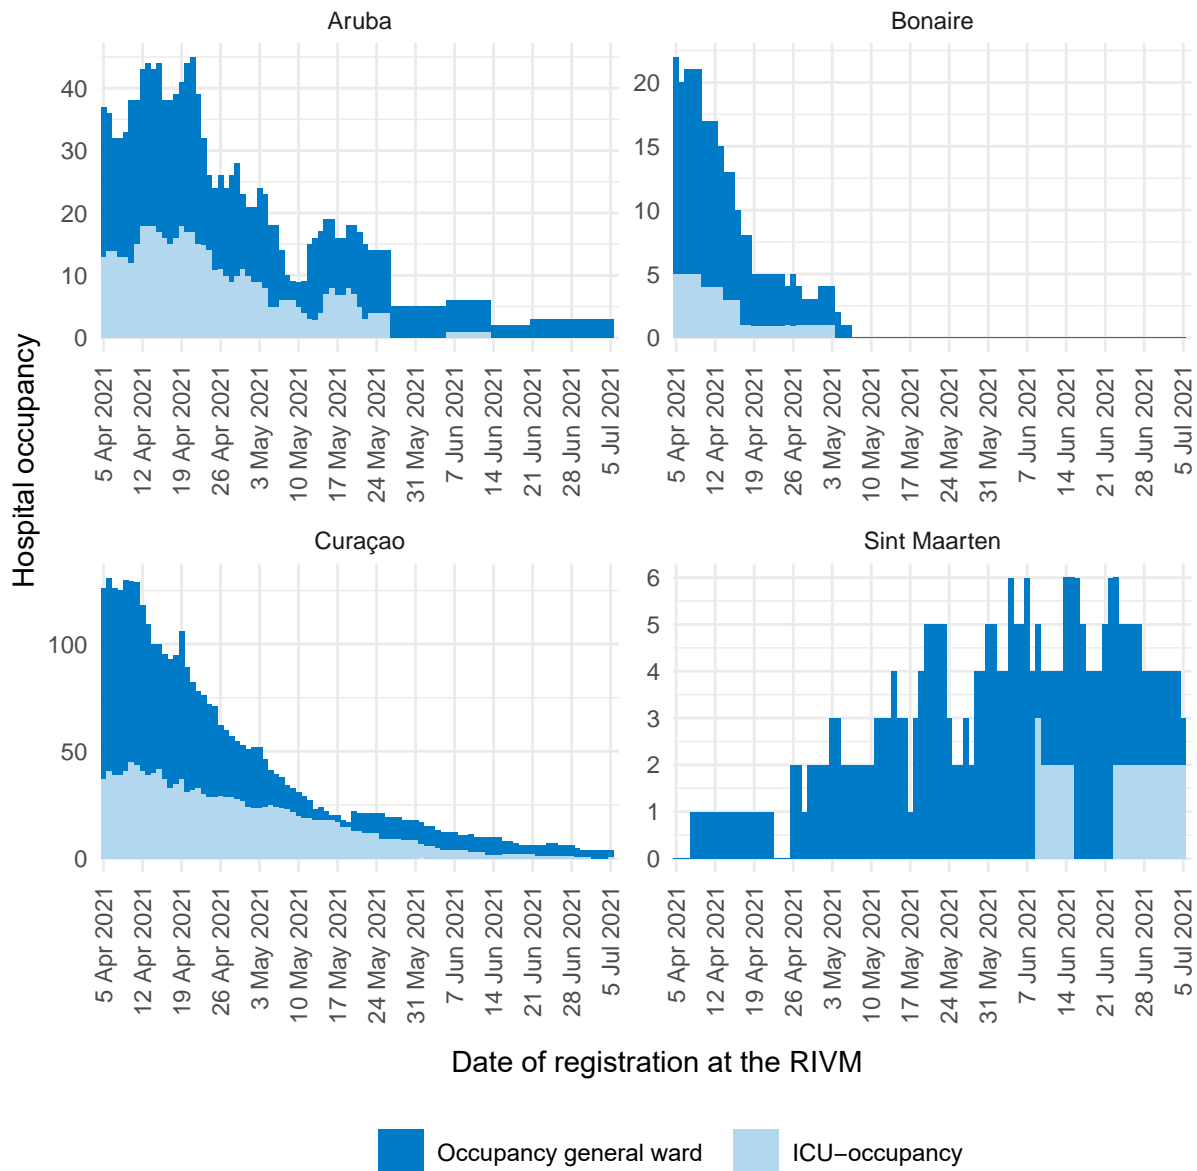 Aruba
Bonaire
Hospital occupancy
40
30
20
10
0
20
15
10
5
0
5 Apr 2021
12 Apr 2021
19 Apr 2021
26 Apr 2021
3 May 2021
10 May 2021
17 May 2021
24 May 2021
31 May 2021
7 Jun 2021
14 Jun 2021
21 Jun 2021
28 Jun 2021
5 Jul 2021
5 Apr 2021
12 Apr 2021
19 Apr 2021
26 Apr 2021
3 May 2021
10 May 2021
17 May 2021
24 May 2021
31 May 2021
7 Jun 2021
14 Jun 2021
21 Jun 2021
28 Jun 2021
5 Jul 2021
Curaçao
Sint Maarten
100
50
0
6
5
4
3
2
1
0
5 Apr 2021
12 Apr 2021
19 Apr 2021
26 Apr 2021
3 May 2021
10 May 2021
17 May 2021
24 May 2021
31 May 2021
7 Jun 2021
14 Jun 2021
21 Jun 2021
28 Jun 2021
5 Jul 2021
5 Apr 2021
12 Apr 2021
19 Apr 2021
26 Apr 2021
3 May 2021
10 May 2021
17 May 2021
24 May 2021
31 May 2021
7 Jun 2021
14 Jun 2021
21 Jun 2021
28 Jun 2021
5 Jul 2021
Date of registration at the RIVM
Occupancy general ward
ICU−occupancy